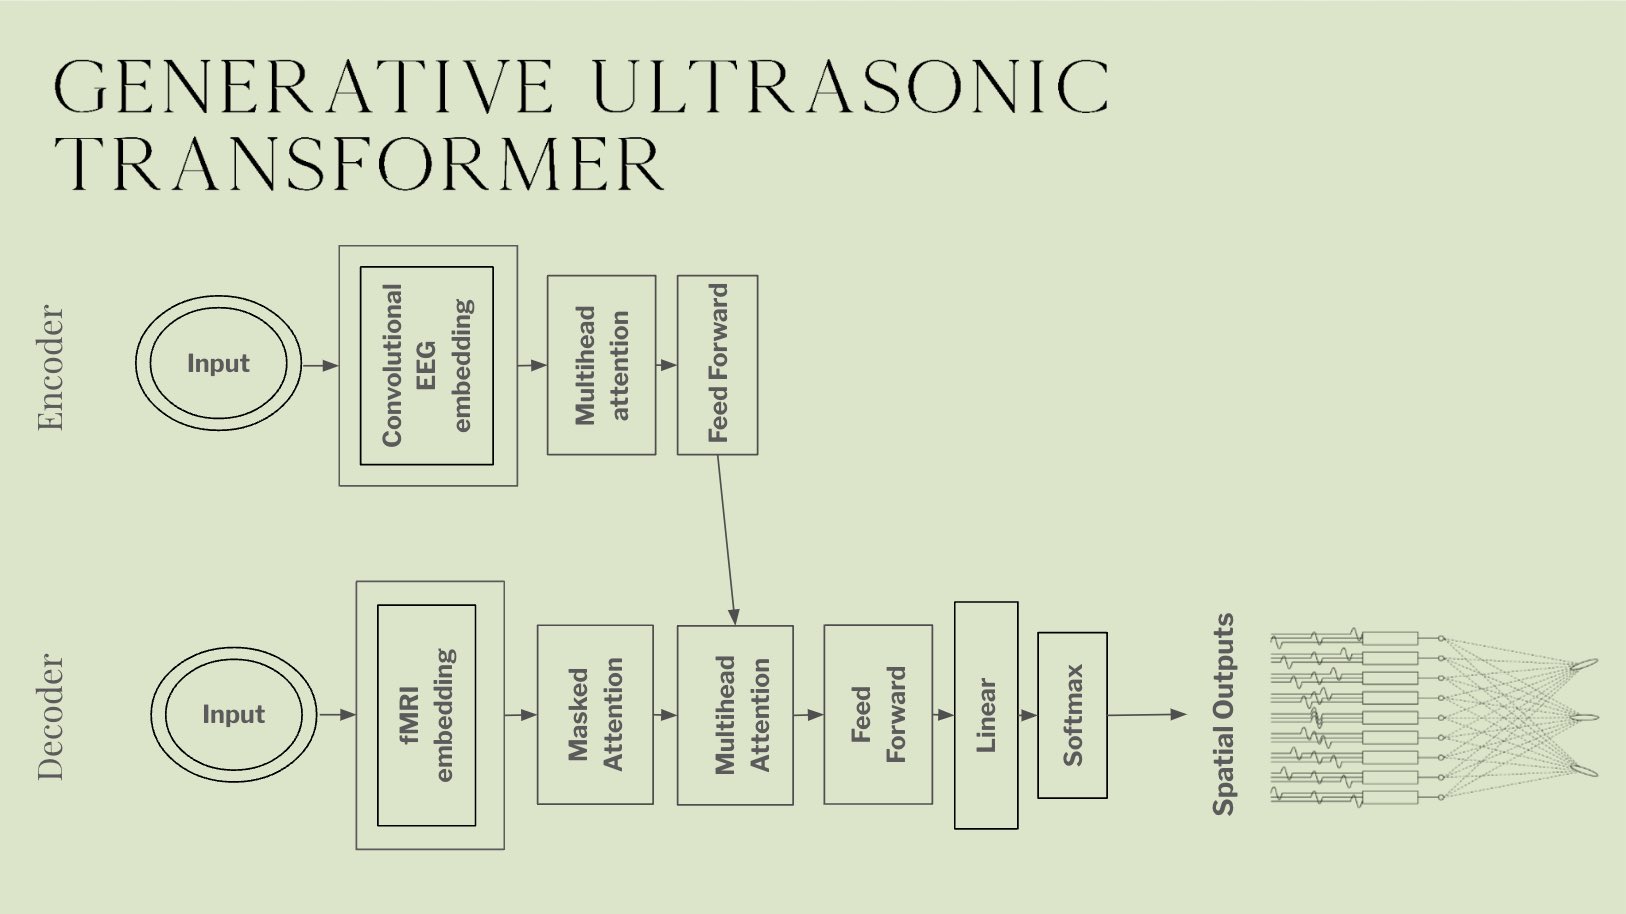 GENERATIVE ULTRASONIC
TRANSFORMER
Encoder
Input
Convolutional
EEG
embedding
Multihead
attention
Feed Forward
Decoder
Input
fMRI
embedding
Masked
Attention
Multihead
Attention
Feed
Forward
Linear
Softmax
Spatial Outputs